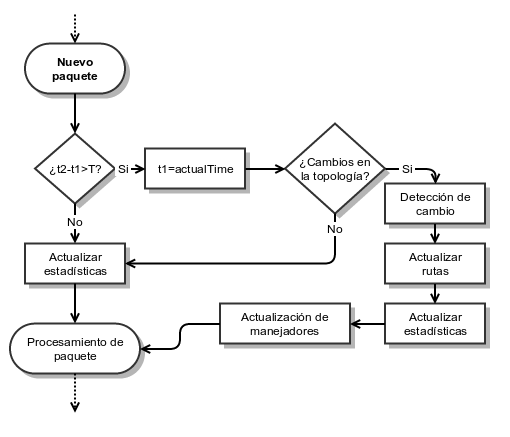 Nuevo
paquete
¿t2-t1>T?
Si
t1=actualTime
¿Cambios en
la topología?
Si
Detección de
cambio
No
No
Actualizar
estadísticas
Actualizar
rutas
Actualización de
manejadores
Actualizar
estadísticas
Procesamiento de
paquete